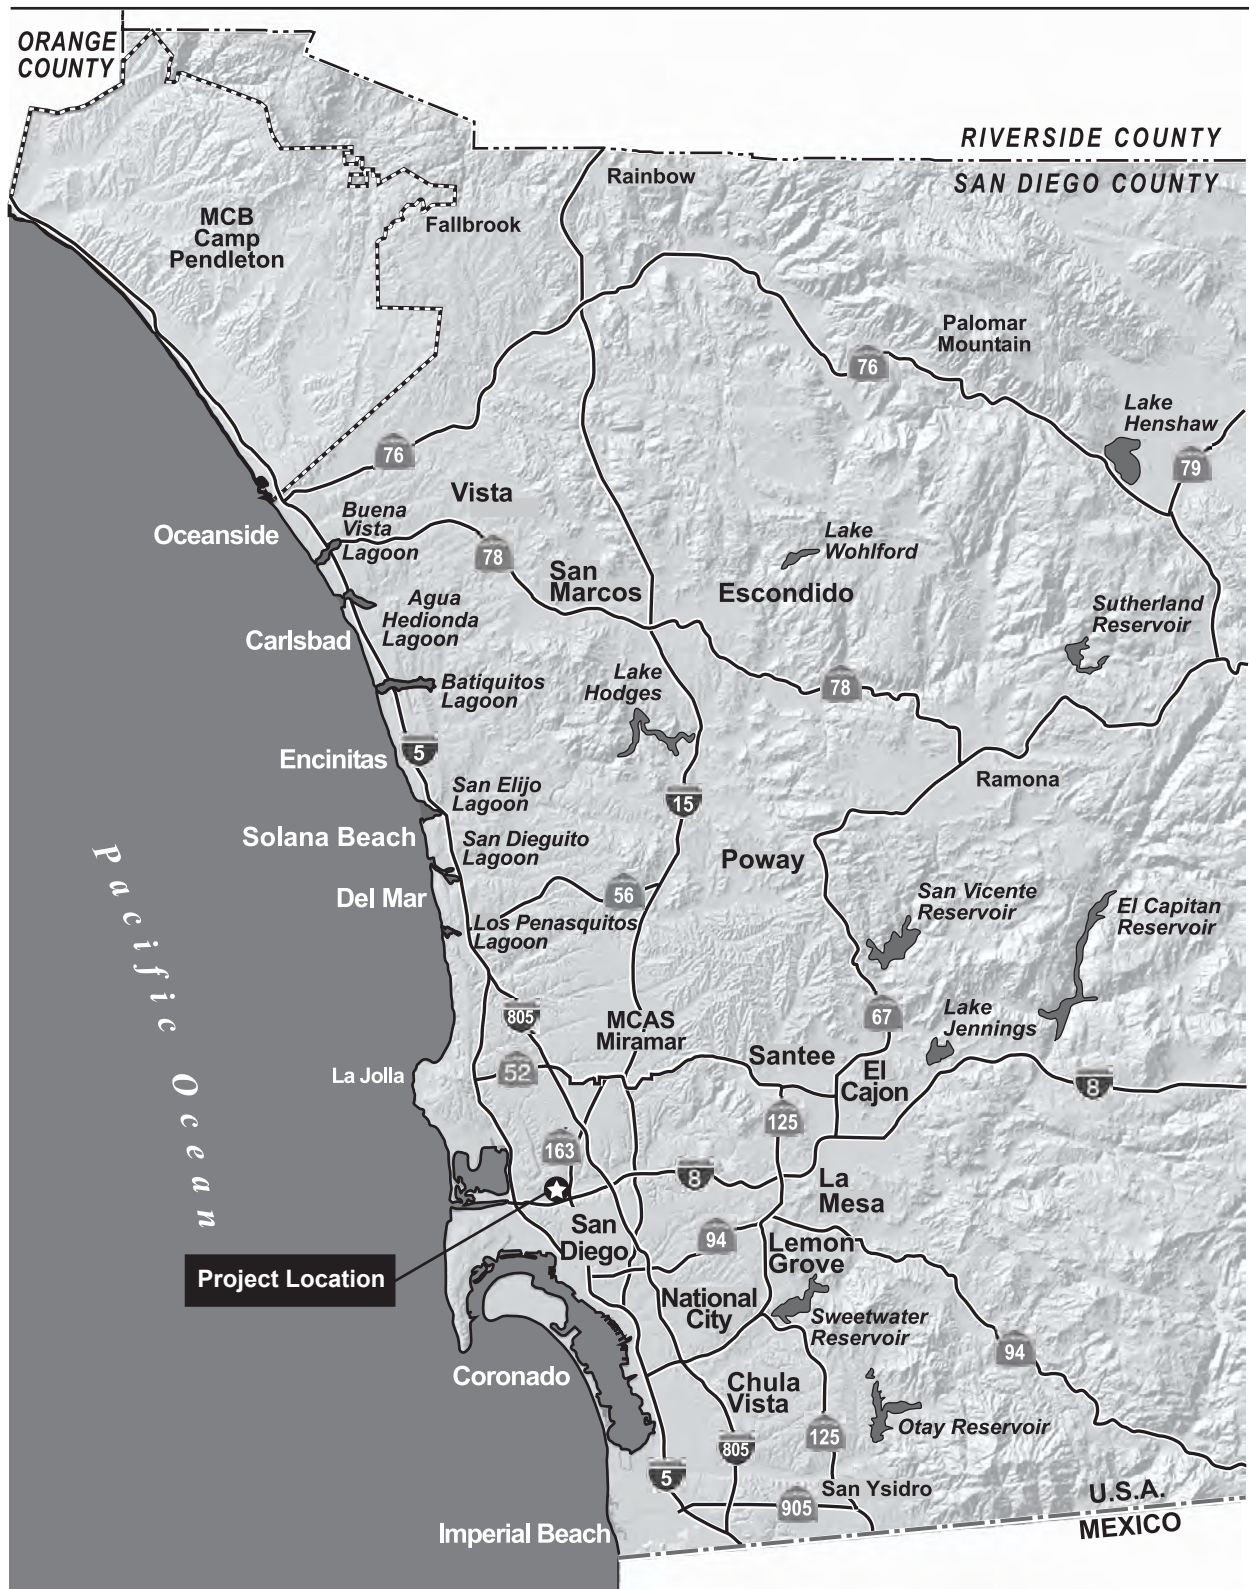 ORANGE
COUNTY
RIVERSIDE COUNTY
SAN DIEGO COUNTY
Rainbow
MCB
Camp
Pendleton
Fallbrook
Palomar
Mountain
76
Lake
Henshaw
79
76
Vista
Buena
Vista
Lagoon
Oceanside
78
Lake
Wohlford
San
Marcos
Escondido
Agua
Hedionda
Lagoon
Sutherland
Reservoir
Carlsbad
Lake
Hodges
78
Batiquitos
Lagoon
5
Encinitas
Ramona
San Elijo
Lagoon
15
Solana Beach
San Dieguito
Lagoon
Poway
Del Mar
56
San Vicente
Reservoir
El Capitan
Reservoir
Los Penasquitos
Lagoon
Pacific Ocean
805
MCAS
Miramar
67
Lake
Jennings
Santee
La Jolla
52
El
Cajon
8
125
163
8
La
Mesa
San
Diego
94
Lemon
Grove
Project Location
National
City
Sweetwater
Reservoir
94
Coronado
Chula
Vista
Otay Reservoir
805
125
5
San Ysidro
905
U.S.A.
MEXICO
Imperial Beach